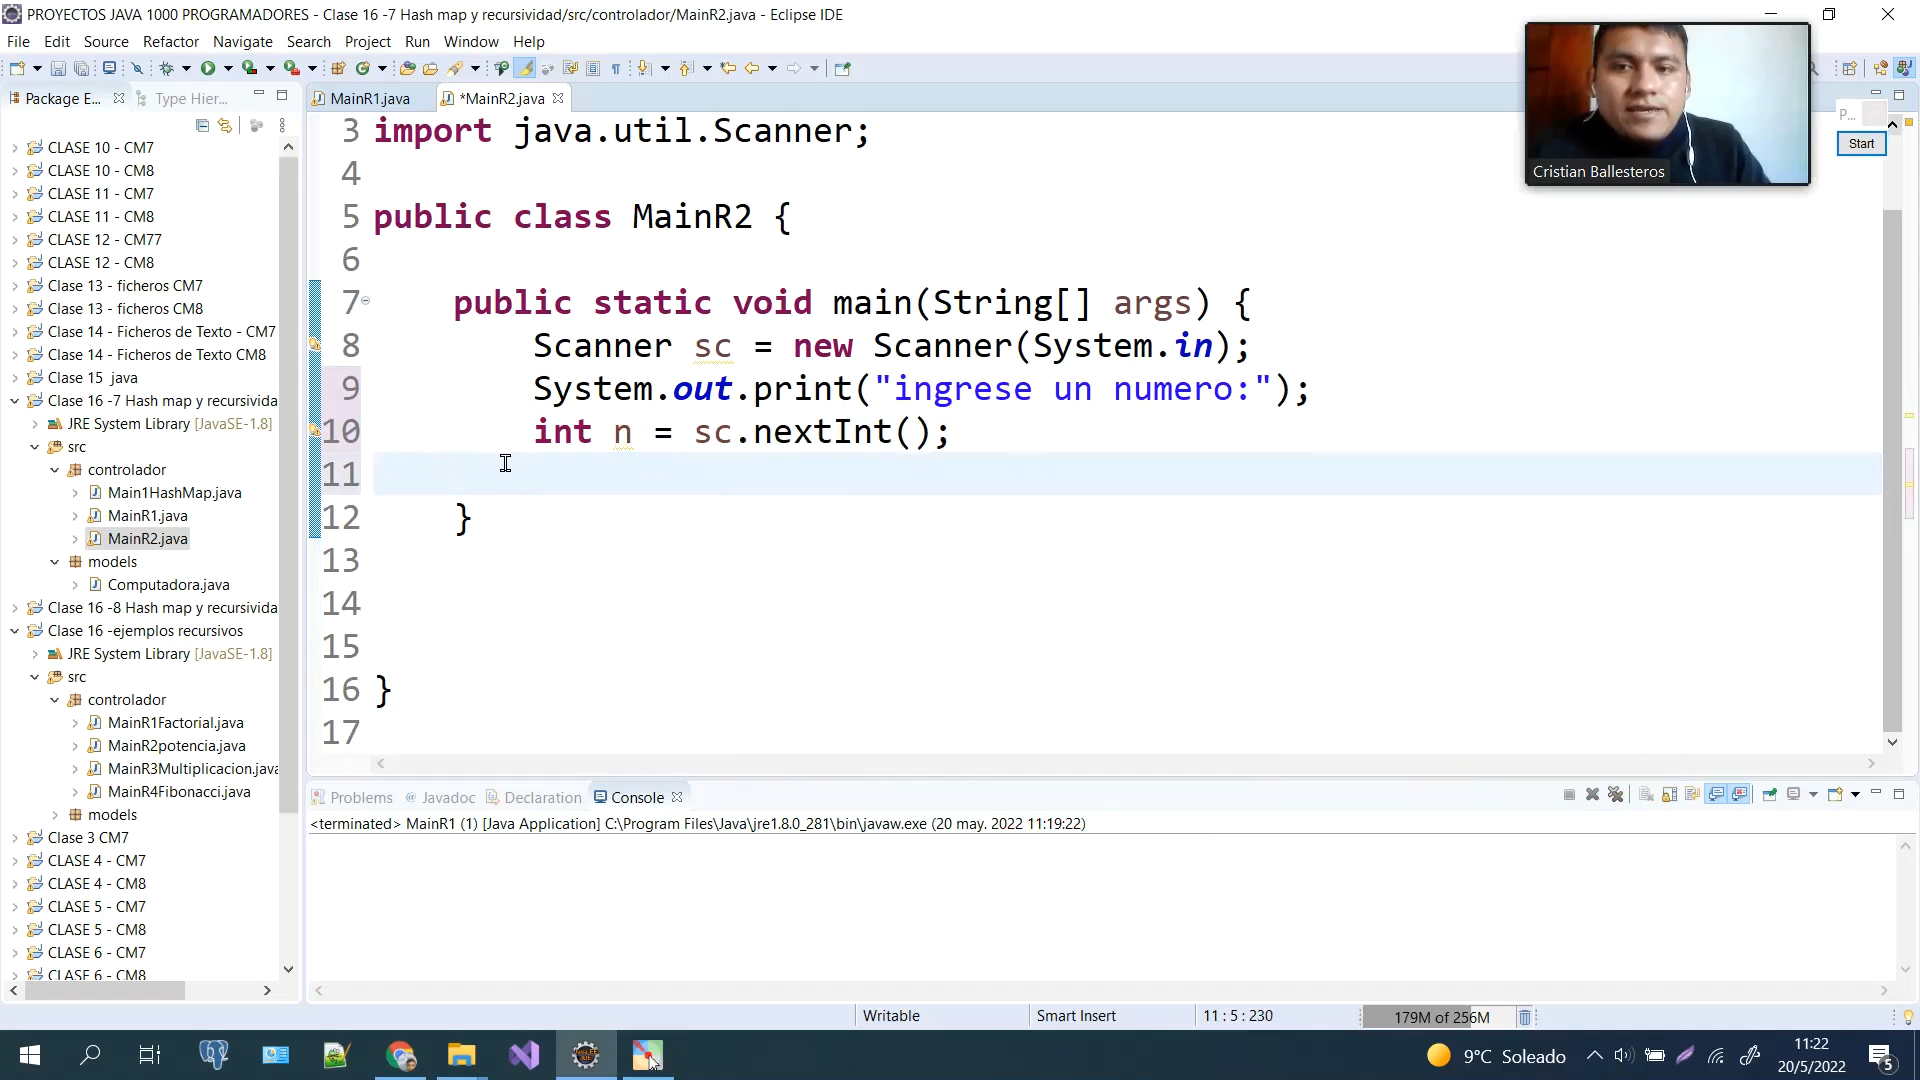 PROYECTOS JAVA 1000 PROGRAMADORES - Clase 16 -7 Hash map y recursividad/src/controlador/MainR2.java - Eclipse IDE
File Edit Source Refactor Navigate Search Project Run Window Help
Package E... Type Hier...
MainR1.java *MainR2.java
P...
Start
Cristian Ballesteros
CLASE 10 - CM7
CLASE 10 - CM8
CLASE 11 - CM7
CLASE 11 - CM8
CLASE 12 - CM77
CLASE 12 - CM8
Clase 13 - ficheros CM7
Clase 13 - ficheros CM8
Clase 14 - Ficheros de Texto - CM7
Clase 14 - Ficheros de Texto CM8
Clase 15 java
Clase 16 -7 Hash map y recursivida
JRE System Library [JavaSE-1.8]
src
controlador
Main1HashMap.java
MainR1.java
MainR2.java
models
Computadora.java
Clase 16 -8 Hash map y recursivida
Clase 16 -ejemplos recursivos
JRE System Library [JavaSE-1.8]
src
controlador
MainR1Factorial.java
MainR2potencia.java
MainR3Multiplicacion.java
MainR4Fibonacci.java
models
Clase 3 CM7
CLASE 4 - CM7
CLASE 4 - CM8
CLASE 5 - CM7
CLASE 5 - CM8
CLASE 6 - CM7
CLASE 6 - CM8
3 import java.util.Scanner;
4
5 public class MainR2 {
6
7 public static void main(String[] args) {
8 Scanner sc = new Scanner(System.in);
9 System.out.print("ingrese un numero:");
10 int n = sc.nextInt();
11
12 }
13
14
15
16 }
17
Problems Javadoc Declaration Console
<terminated> MainR1 (1) [Java Application] C:\Program Files\Java\jre1.8.0_281\bin\javaw.exe (20 may. 2022 11:19:22)
Writable Smart Insert 11 : 5 : 230 179M of 256M
9°C Soleado
11:22
20/5/2022
5